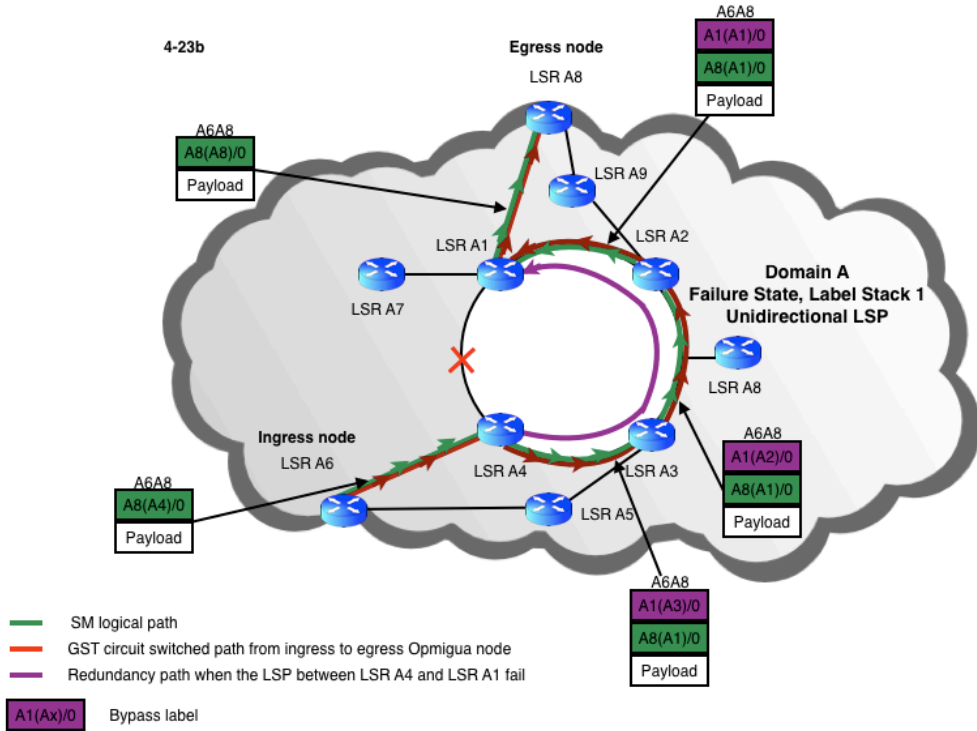 4-23b
Egress node
LSR A8
A6A8
A1(A1)/0
A8(A1)/0
Payload
A6A8
A8(A8)/0
Payload
LSR A9
LSR A1
LSR A2
LSR A7
Domain A
Failure State, Label Stack 1
Unidirectional LSP
LSR A8
Ingress node
LSR A6
LSR A4
LSR A3
A6A8
A1(A2)/0
A8(A1)/0
Payload
A6A8
A8(A4)/0
Payload
LSR A5
A6A8
A1(A3)/0
A8(A1)/0
Payload
SM logical path
GST circuit switched path from ingress to egress Opmigua node
Redundancy path when the LSP between LSR A4 and LSR A1 fail
A1(Ax)/0
Bypass label